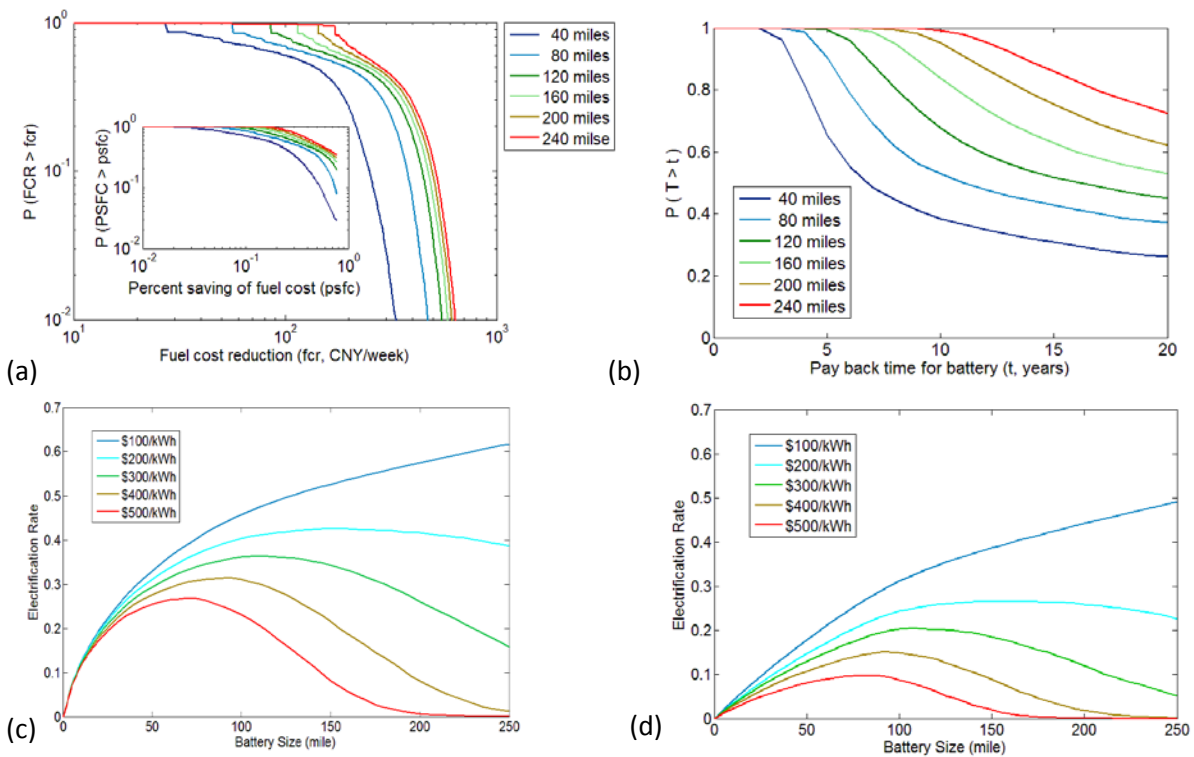 10^0
10^-1
10^-2
P (FCR > fcr)
10^1
10^2
10^3
Fuel cost reduction (fcr, CNY/week)
40 miles
80 miles
120 miles
160 miles
200 miles
240 milse
10^0
10^-1
10^-2
P (PSFC > psfc)
10^-2
10^-1
10^0
Percent saving of fuel cost (psfc)
(a)
1
0.8
0.6
0.4
0.2
0
P ( T > t )
0 5 10 15 20
Pay back time for battery (t, years)
40 miles
80 miles
120 miles
160 miles
200 miles
240 miles
(b)
0.7
0.6
0.5
0.4
0.3
0.2
0.1
0
Electrification Rate
0 50 100 150 200 250
Battery Size (mile)
$100/kWh
$200/kWh
$300/kWh
$400/kWh
$500/kWh
(c)
0.7
0.6
0.5
0.4
0.3
0.2
0.1
0
Electrification Rate
0 50 100 150 200 250
Battery Size (mile)
$100/kWh
$200/kWh
$300/kWh
$400/kWh
$500/kWh
(d)